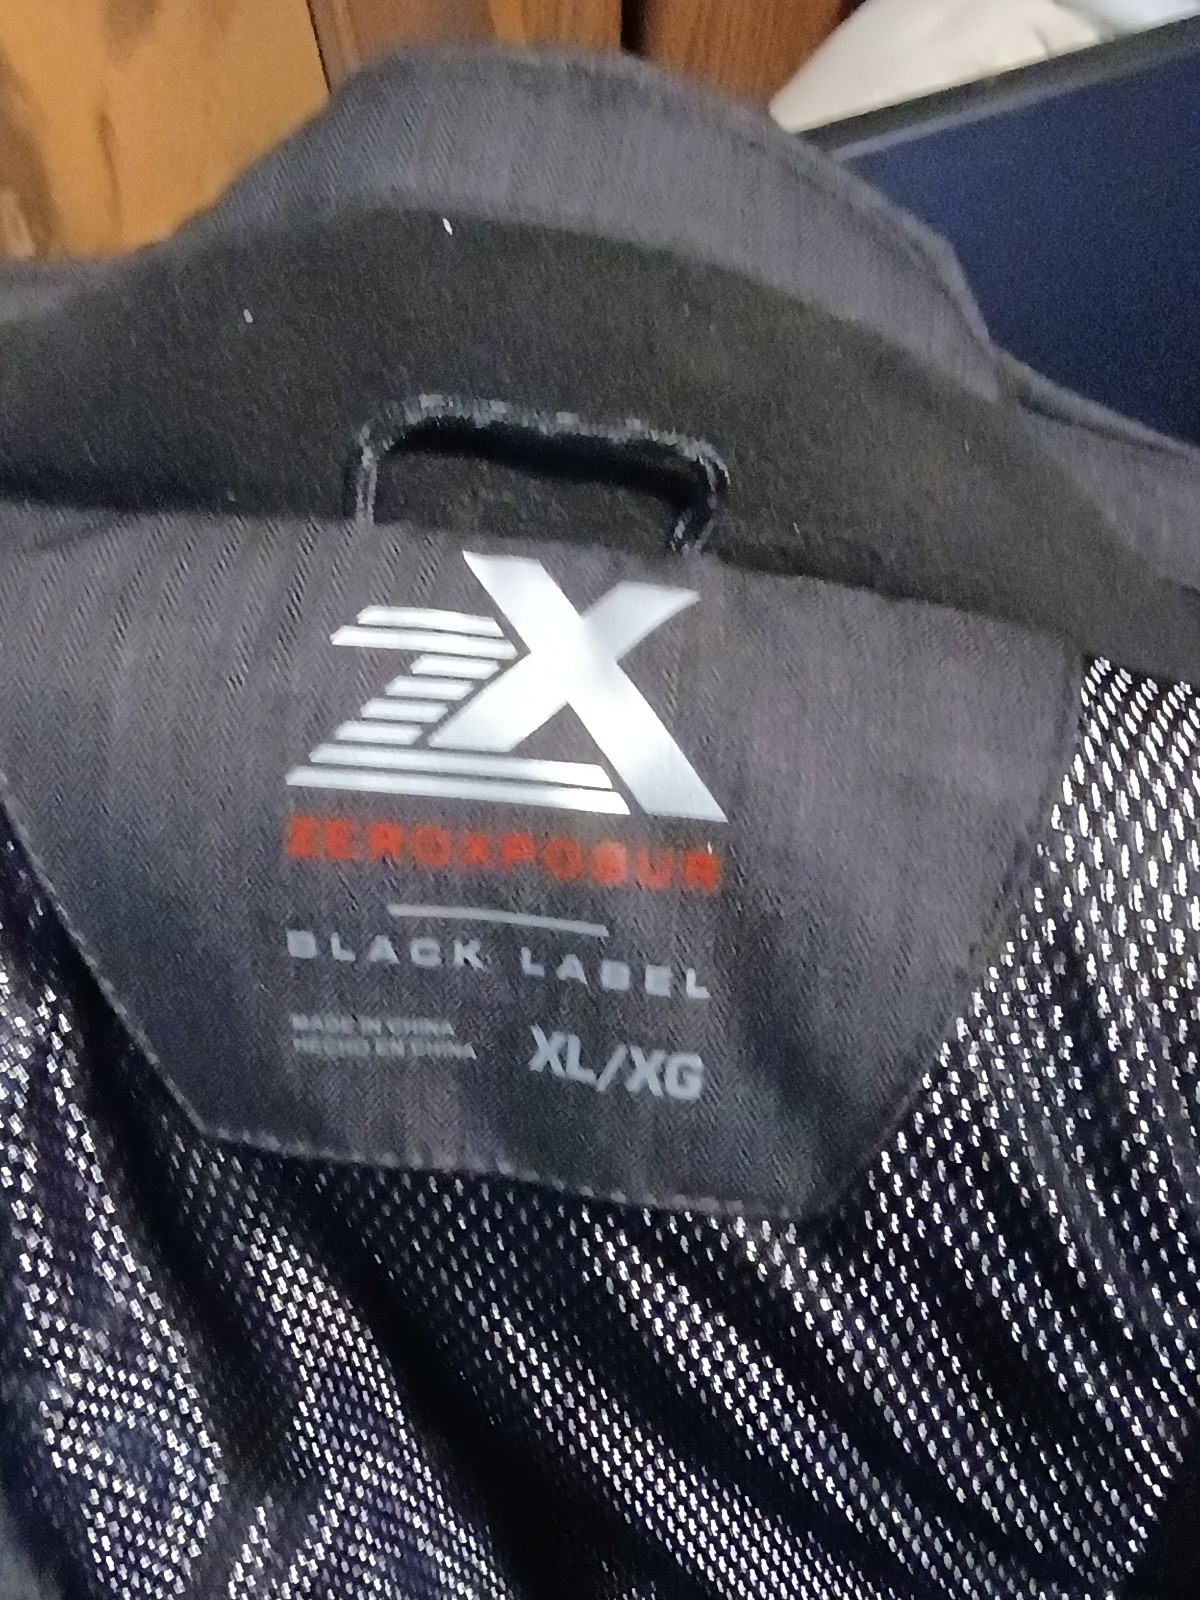 ZX
ZEROXPOSUR
BLACK LABEL
MADE IN CHINA
HECHO EN CHINA
XL/XG